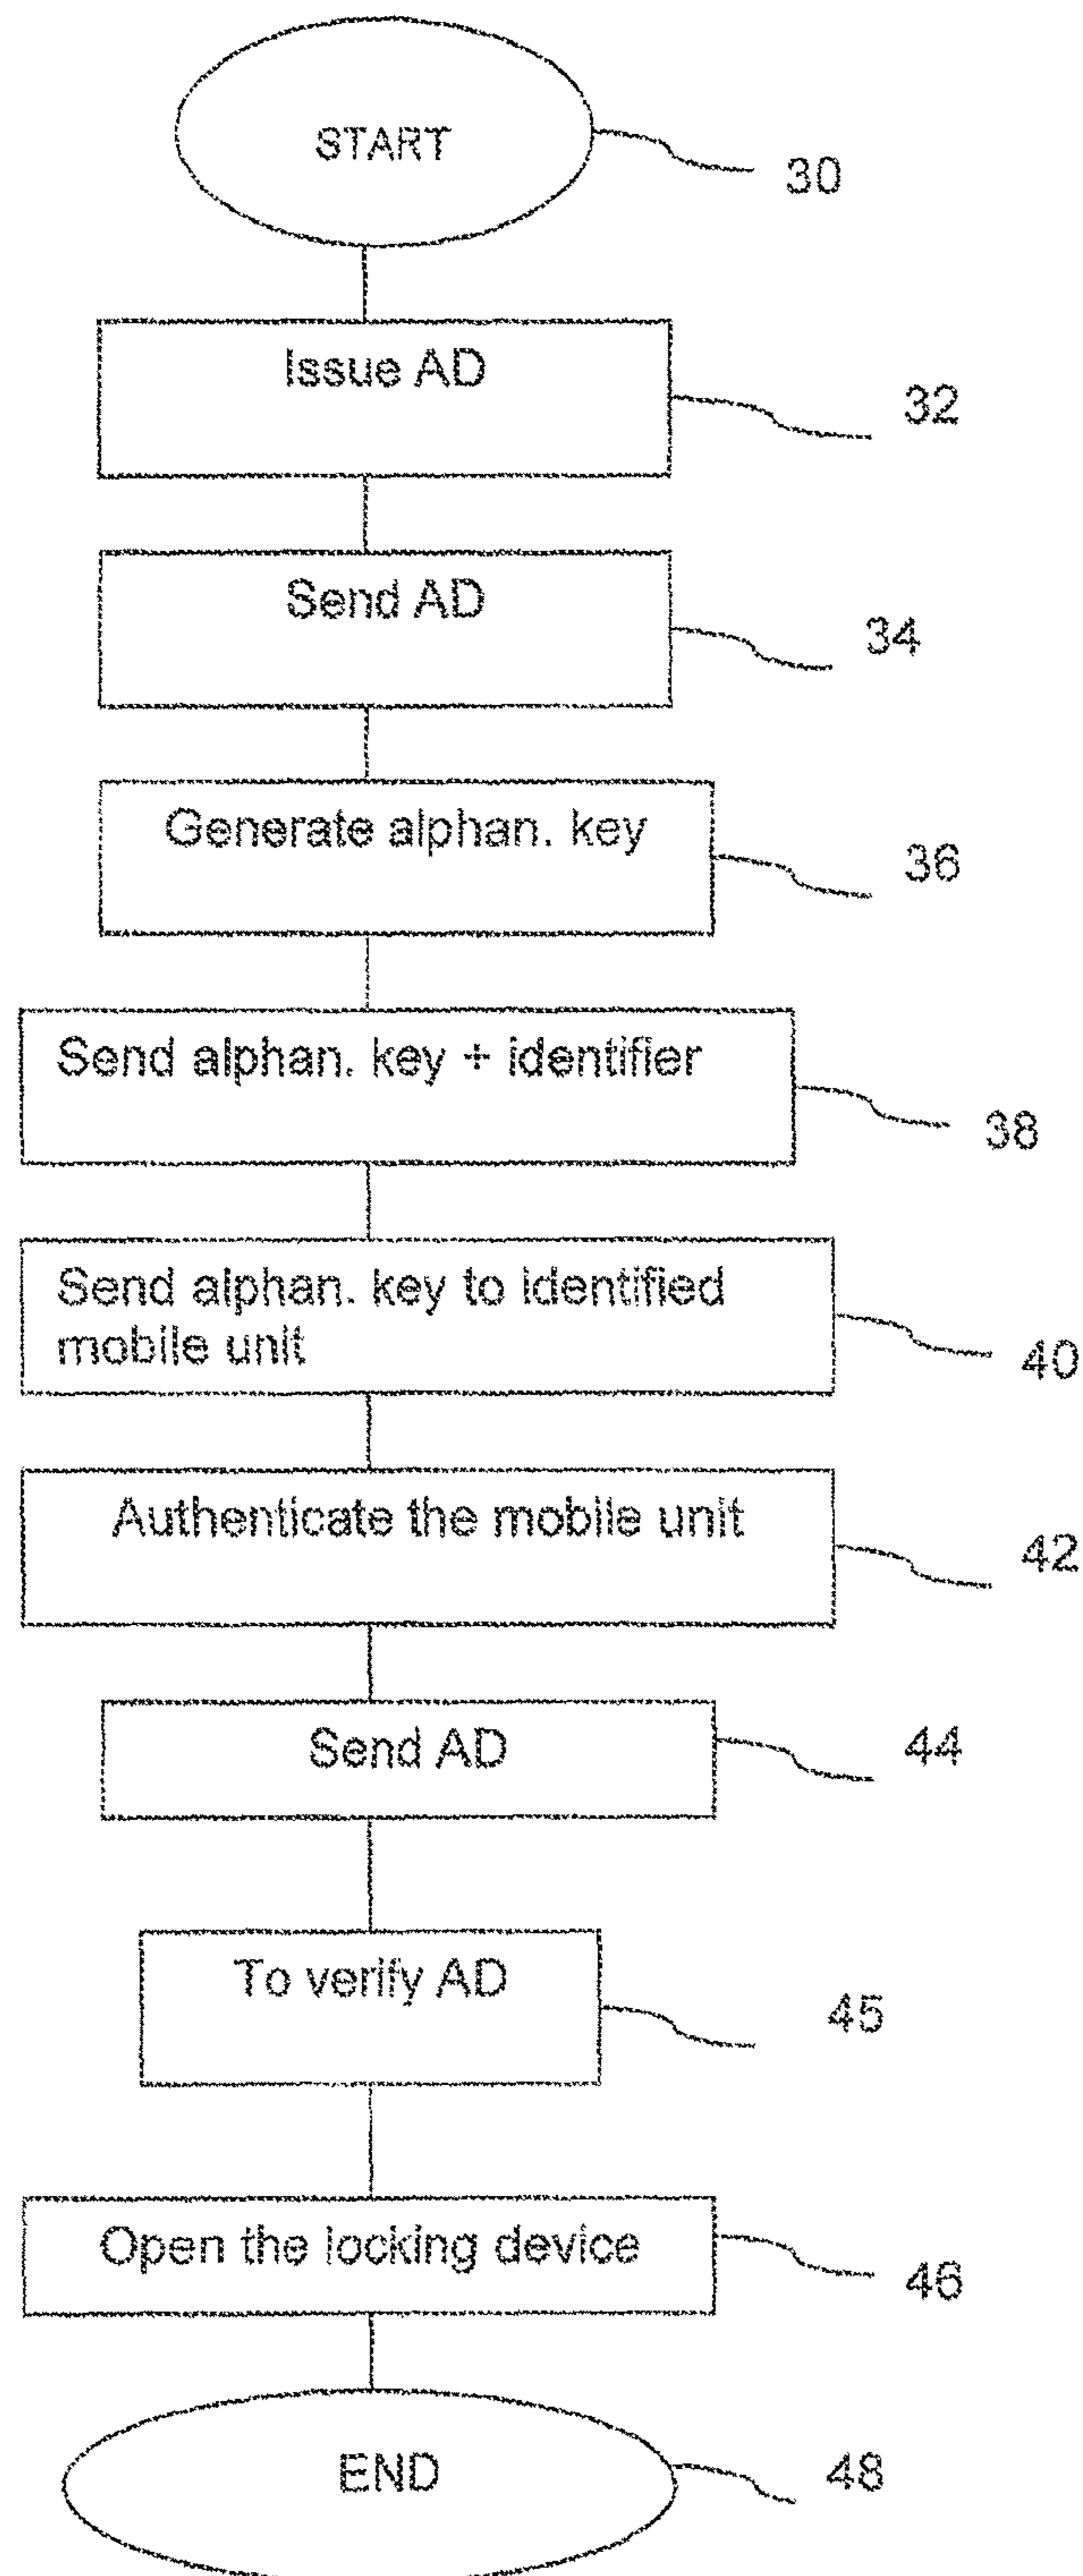 START
30
Issue AD
32
Send AD
34
Generate alphan. key
36
Send alphan. key + identifier
38
Send alphan. key to identified
mobile unit
40
Authenticate the mobile unit
42
Send AD
44
To verify AD
45
Open the locking device
46
END
48